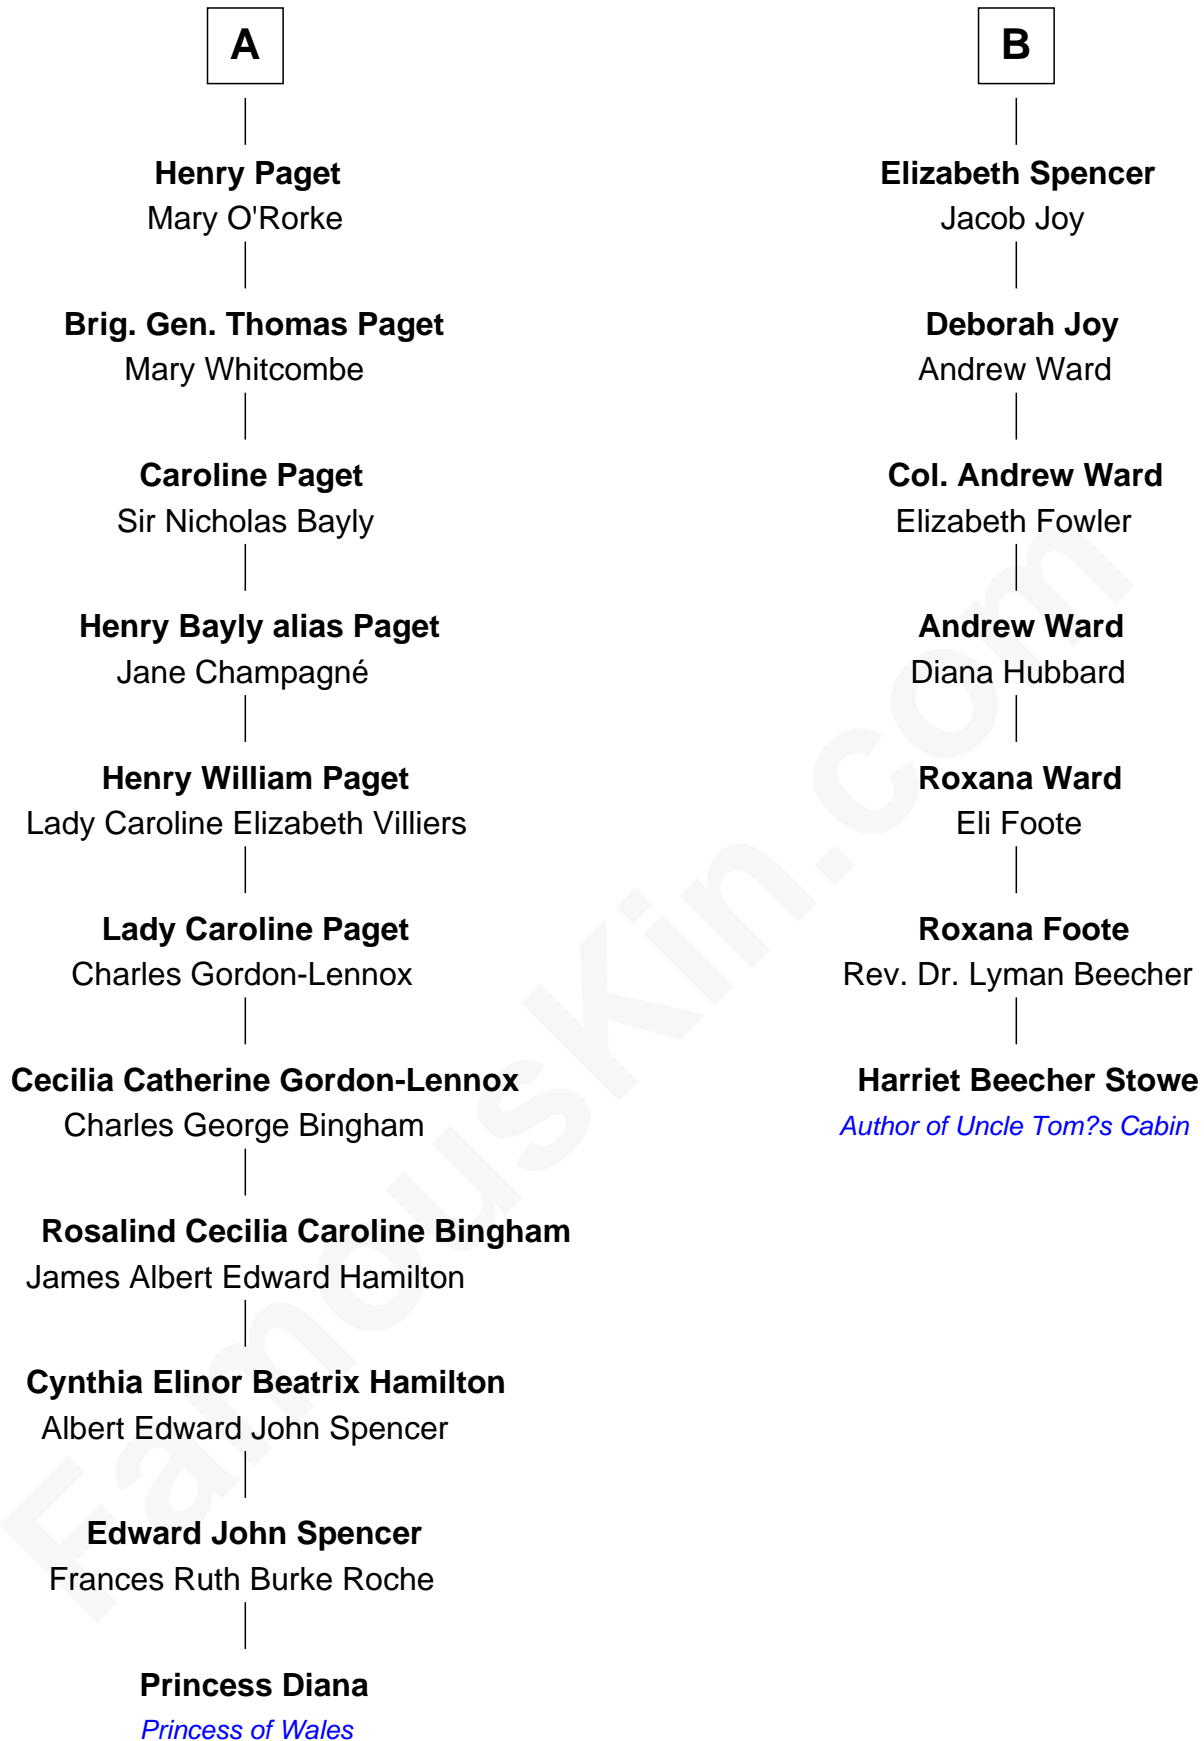 A
Henry Paget
Mary O'Rorke
Brig. Gen. Thomas Paget
Mary Whitcombe
Caroline Paget
Sir Nicholas Bayly
Henry Bayly alias Paget
Jane Champagné
Henry William Paget
Lady Caroline Elizabeth Villiers
Lady Caroline Paget
Charles Gordon-Lennox
Cecilia Catherine Gordon-Lennox
Charles George Bingham
Rosalind Cecilia Caroline Bingham
James Albert Edward Hamilton
Cynthia Elinor Beatrix Hamilton
Albert Edward John Spencer
Edward John Spencer
Frances Ruth Burke Roche
Princess Diana
Princess of Wales
B
Elizabeth Spencer
Jacob Joy
Deborah Joy
Andrew Ward
Col. Andrew Ward
Elizabeth Fowler
Andrew Ward
Diana Hubbard
Roxana Ward
Eli Foote
Roxana Foote
Rev. Dr. Lyman Beecher
Harriet Beecher Stowe
Author of Uncle Tom?s Cabin
FamousKin.com